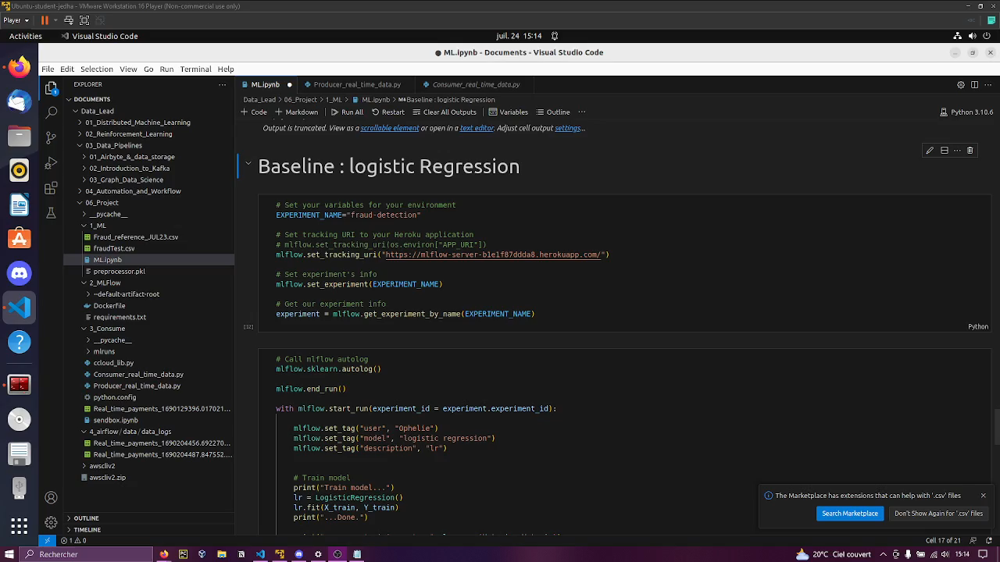 Ubuntu-student-jedha - VMware Workstation 16 Player (Non-commercial use only)
Player
Activities Visual Studio Code juil. 24 15:14
ML.ipynb - Documents - Visual Studio Code
File Edit Selection View Go Run Terminal Help
EXPLORER
ML.ipynb Producer_real_time_data.py Consumer_real_time_data.py
DOCUMENTS
Data_Lead > 06_Project > 1_ML > ML.ipynb > Baseline : logistic Regression
Data_Lead
Code Markdown Run All Restart Clear All Outputs Variables Outline Python 3.10.6
01_Distributed_Machine_Learning
Output is truncated. View as a scrollable element or open in a text editor. Adjust cell output settings...
02_Reinforcement_Learning
03_Data_Pipelines
01_Airbyte_&_data_storage
02_Introduction_to_Kafka
03_Graph_Data_Science
04_Automation_and_Workflow
06_Project
__pycache__
1_ML
Fraud_reference_JUL23.csv
fraudTest.csv
ML.ipynb
preprocessor.pkl
2_MLFlow
--default-artifact-root
Dockerfile
requirements.txt
3_Consume
__pycache__
mlruns
ccloud_lib.py
Consumer_real_time_data.py
Producer_real_time_data.py
python.config
Real_time_payments_1690129396.017021...
sendbox.ipynb
4_airflow / data / data_logs
Real_time_payments_1690204456.692270...
Real_time_payments_1690204487.847552...
awscliv2
awscliv2.zip
OUTLINE
TIMELINE
Baseline : logistic Regression
# Set your variables for your environment
EXPERIMENT_NAME="fraud-detection"
# Set tracking URI to your Heroku application
# mlflow.set_tracking_uri(os.environ["APP_URI"])
mlflow.set_tracking_uri("https://mlflow-server-b1e1f87ddda8.herokuapp.com/")
# Set experiment's info
mlflow.set_experiment(EXPERIMENT_NAME)
# Get our experiment info
experiment = mlflow.get_experiment_by_name(EXPERIMENT_NAME)
[12] Python
# Call mlflow autolog
mlflow.sklearn.autolog()
mlflow.end_run()
with mlflow.start_run(experiment_id = experiment.experiment_id):
mlflow.set_tag("user", "Ophelie")
mlflow.set_tag("model", "logistic regression")
mlflow.set_tag("description", "lr")
# Train model
print("Train model...")
lr = LogisticRegression()
lr.fit(X_train, Y_train)
print("...Done.")
The Marketplace has extensions that can help with '.csv' files
Search Marketplace Don't Show Again for '.csv' files
1 0 Cell 17 of 21
Rechercher 20°C Ciel couvert 15:14